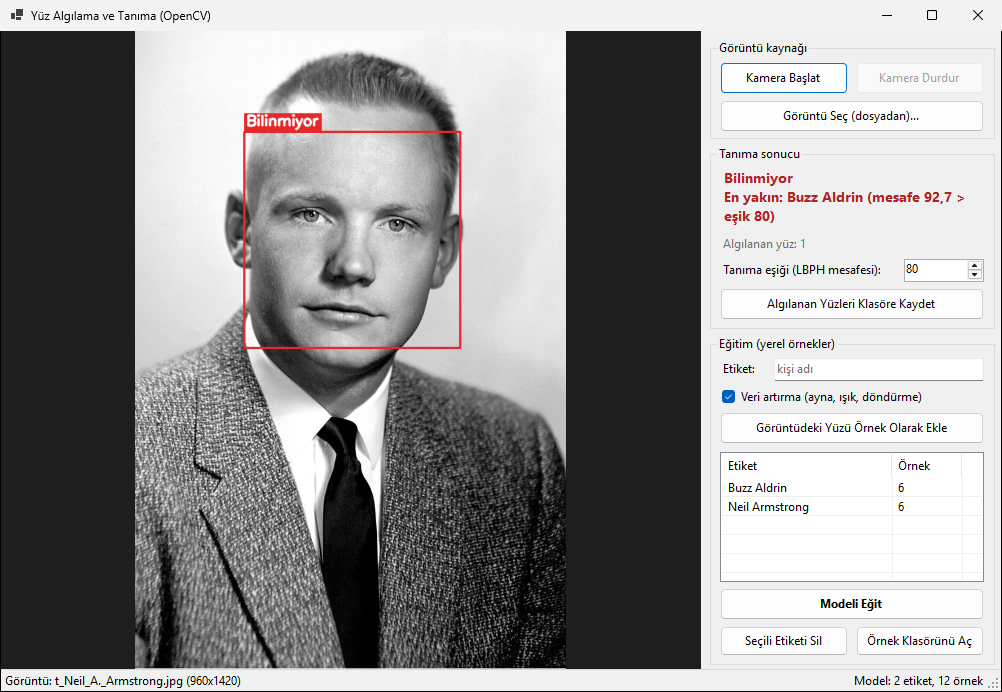 Yüz Algılama ve Tanıma (OpenCV)
Bilinmiyor
Görüntü kaynağı
Kamera Başlat
Kamera Durdur
Görüntü Seç (dosyadan)...
Tanıma sonucu
Bilinmiyor
En yakın: Buzz Aldrin (mesafe 92,7 >
eşik 80)
Algılanan yüz: 1
Tanıma eşiği (LBPH mesafesi): 80
Algılanan Yüzleri Klasöre Kaydet
Eğitim (yerel örnekler)
Etiket: kişi adı
Veri artırma (ayna, ışık, döndürme)
Görüntüdeki Yüzü Örnek Olarak Ekle
Etiket Örnek
Buzz Aldrin 6
Neil Armstrong 6
Modeli Eğit
Seçili Etiketi Sil
Örnek Klasörünü Aç
Görüntü: t_Neil_A._Armstrong.jpg (960x1420)
Model: 2 etiket, 12 örnek